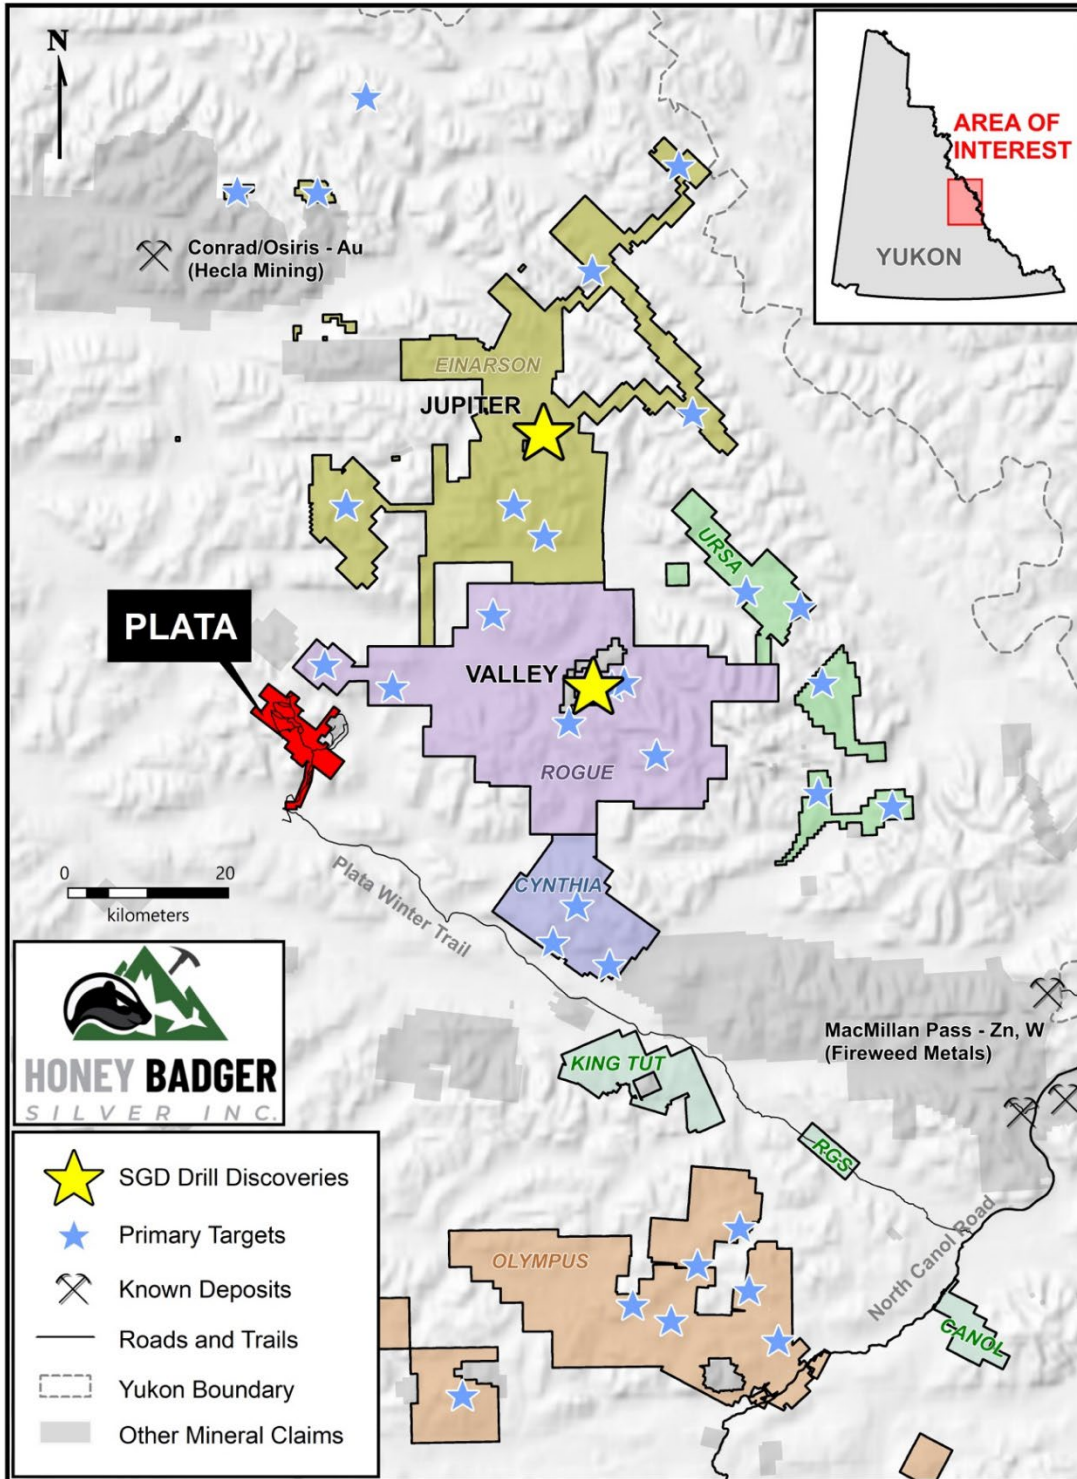 N
AREA OF
INTEREST
YUKON
Conrad/Osiris - Au
(Hecla Mining)
EINARSON
JUPITER
URSA
PLATA
VALLEY
ROGUE
0 20
kilometers
Plata Winter Trail
CYNTHIA
HONEY BADGER
SILVER INC.
MacMillan Pass - Zn, W
(Fireweed Metals)
KING TUT
RGS
North Canol Road
OLYMPUS
CANOL
SGD Drill Discoveries
Primary Targets
Known Deposits
Roads and Trails
Yukon Boundary
Other Mineral Claims